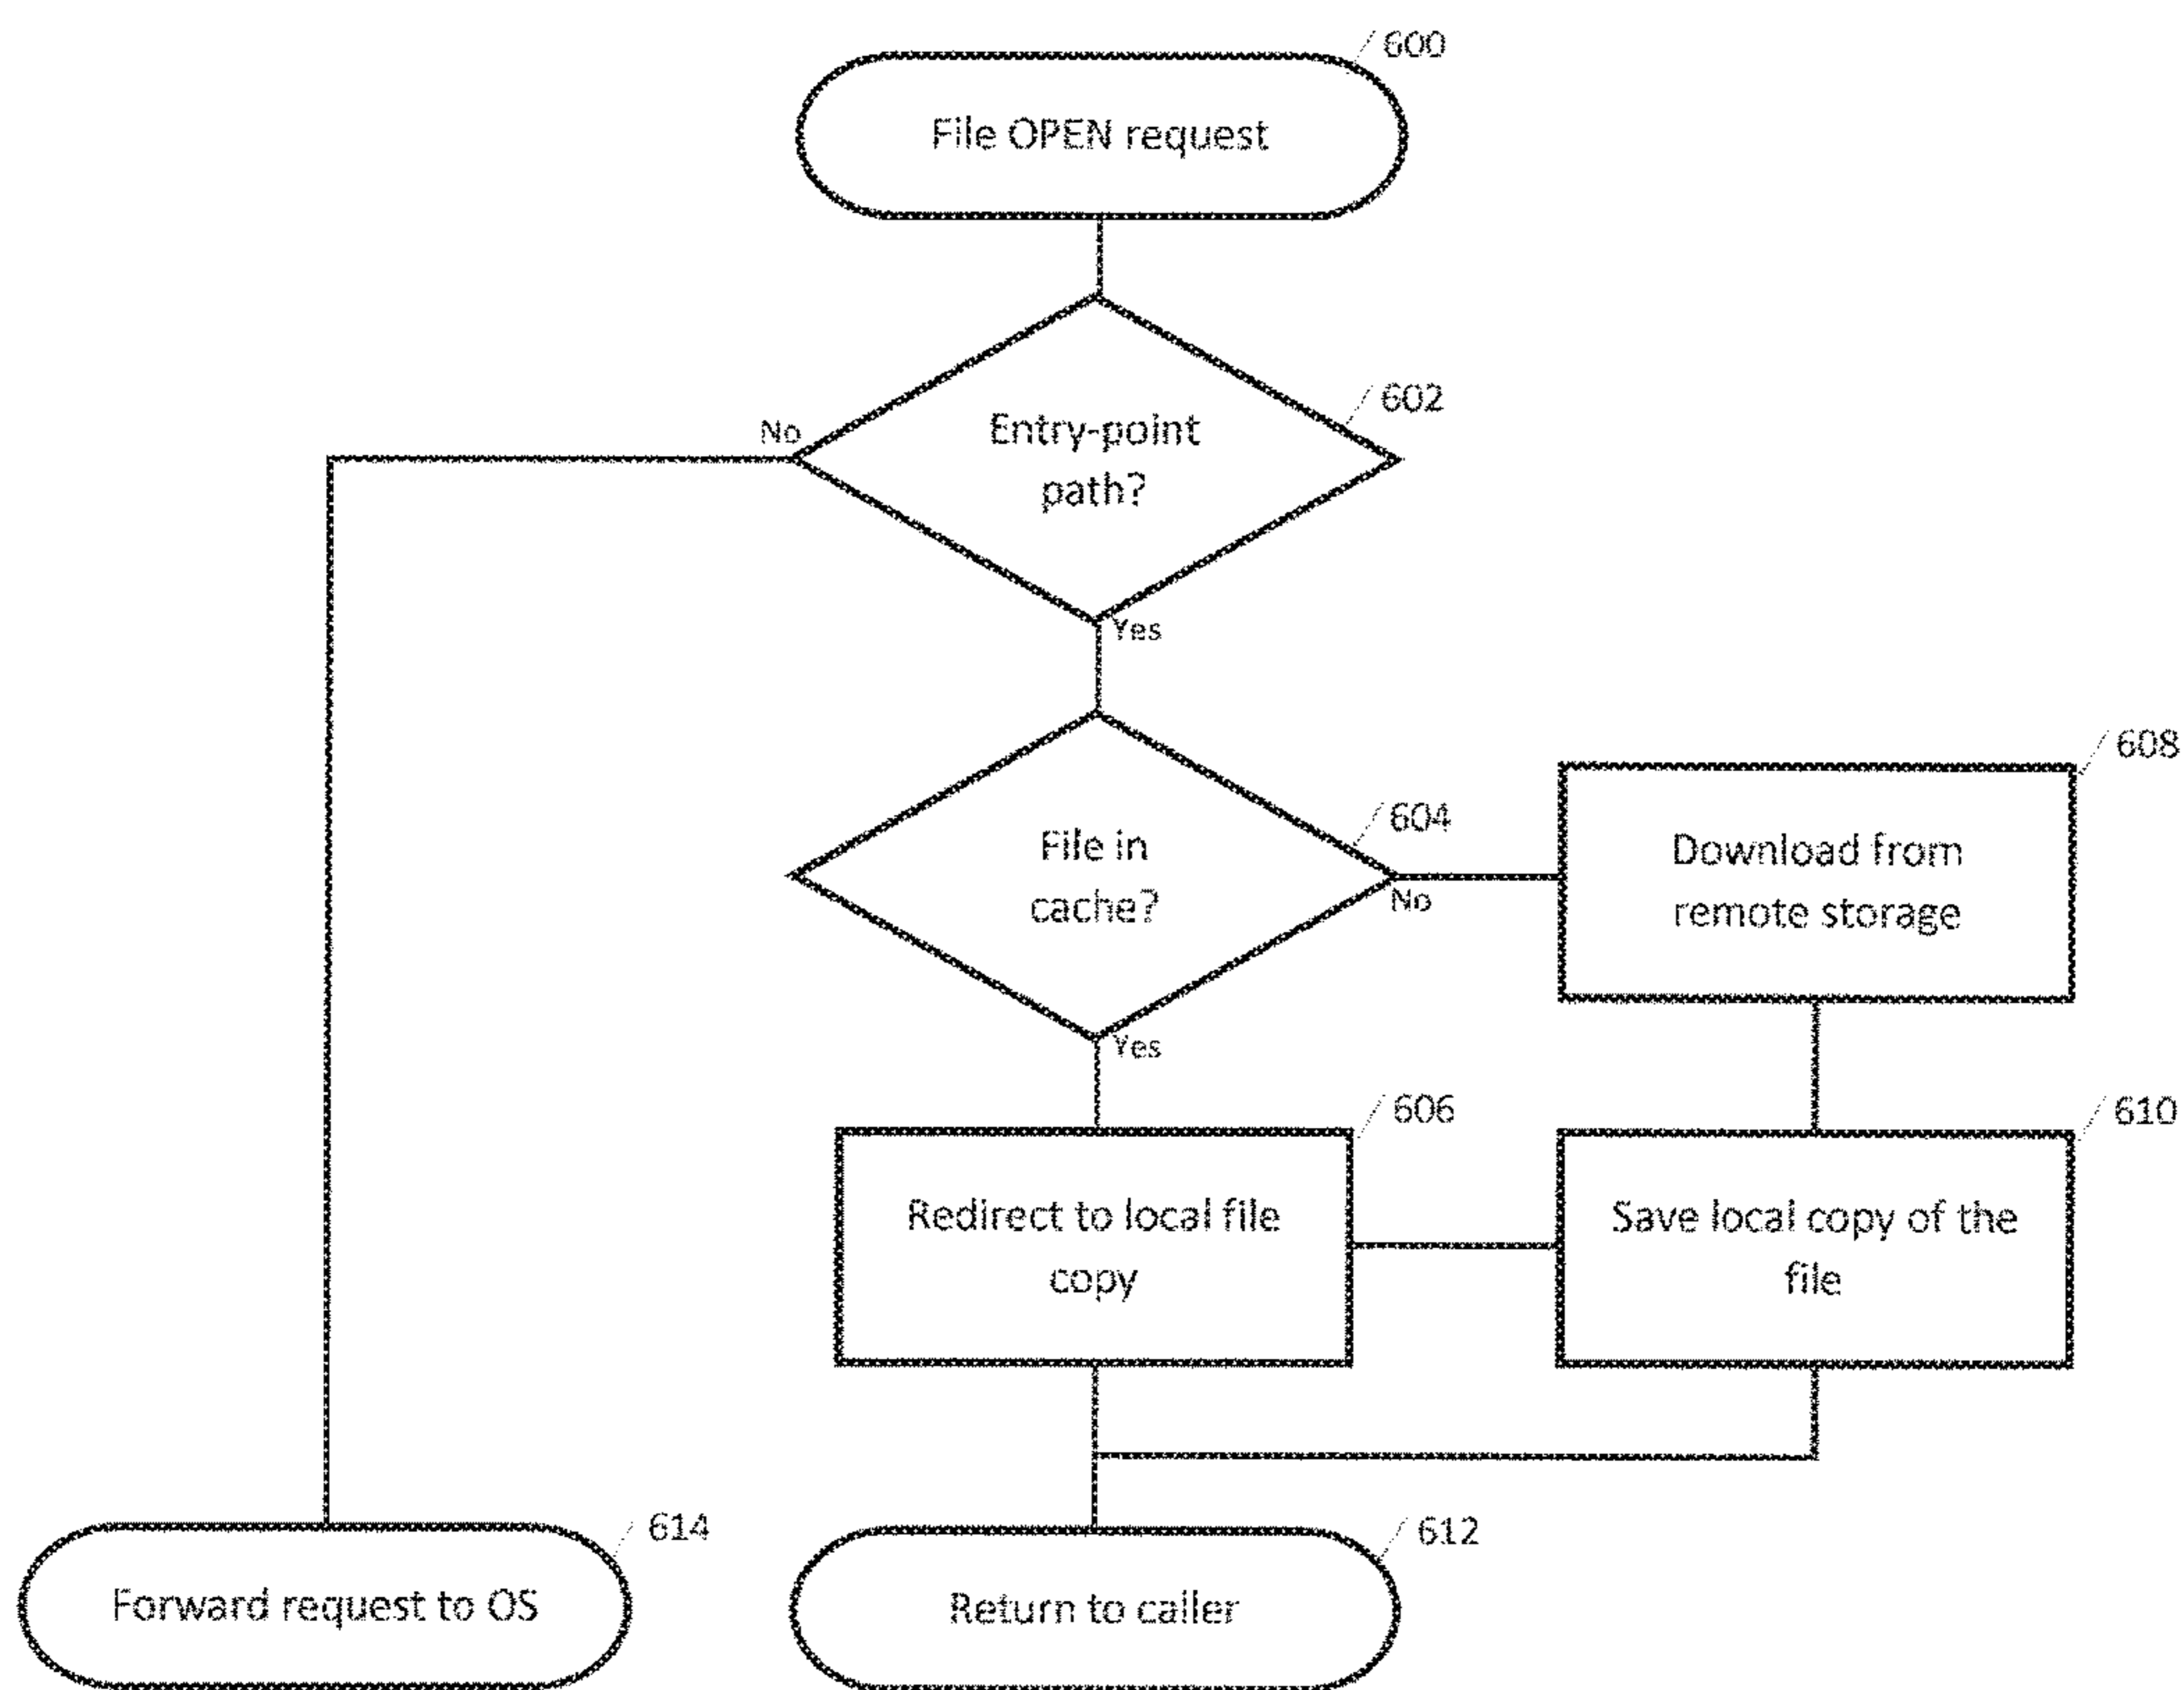 600
File OPEN request
602
No
Entry-point
path?
Yes
608
604
File in
cache?
Download from
remote storage
No
Yes
606
610
Redirect to local file
copy
Save local copy of the
file
614
612
Forward request to OS
Return to caller